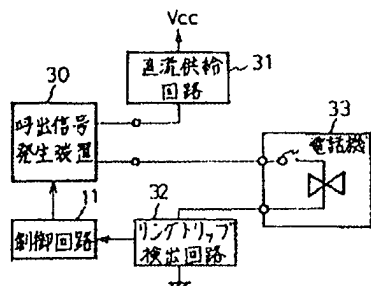 Vcc
30
直流供給
回路
31
呼出信号
発生装置
33
電話機
11
32
制御回路
リングトリップ
検出回路